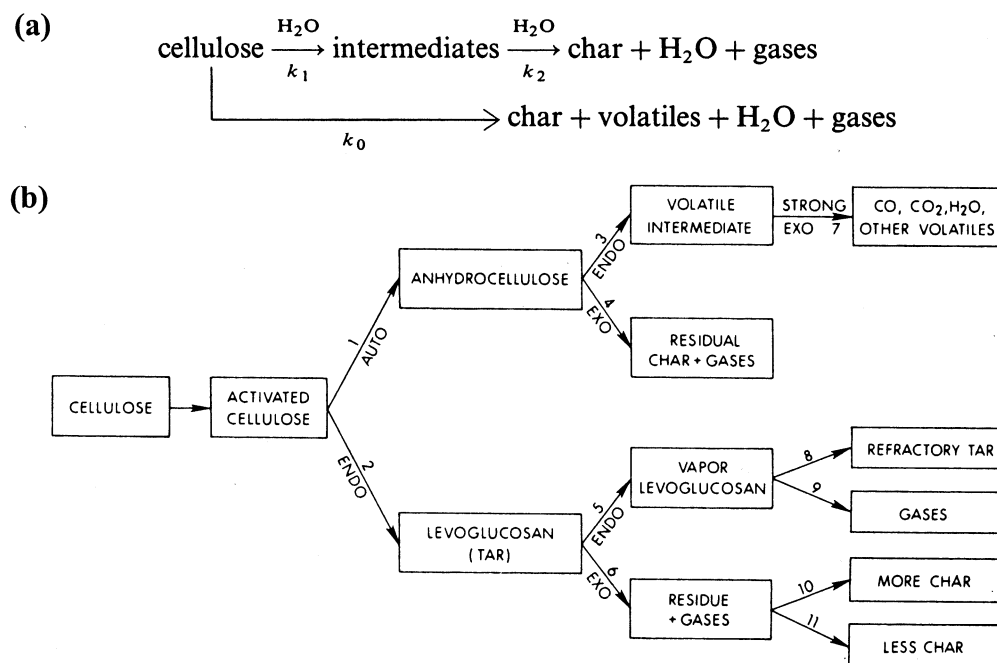 (a)
H₂O H₂O
cellulose → intermediates → char + H₂O + gases
k₁ k₂
char + volatiles + H₂O + gases
k₀
(b)
VOLATILE
INTERMEDIATE
STRONG
EXO 7
CO, CO₂,H₂O,
OTHER VOLATILES
3
ENDO
ANHYDROCELLULOSE
4
EXO
RESIDUAL
CHAR + GASES
1
AUTO
CELLULOSE
ACTIVATED
CELLULOSE
2
ENDO
VAPOR
LEVOGLUCOSAN
8
REFRACTORY TAR
9
GASES
5
ENDO
LEVOGLUCOSAN
(TAR)
6
EXO
RESIDUE
+ GASES
10
MORE CHAR
11
LESS CHAR